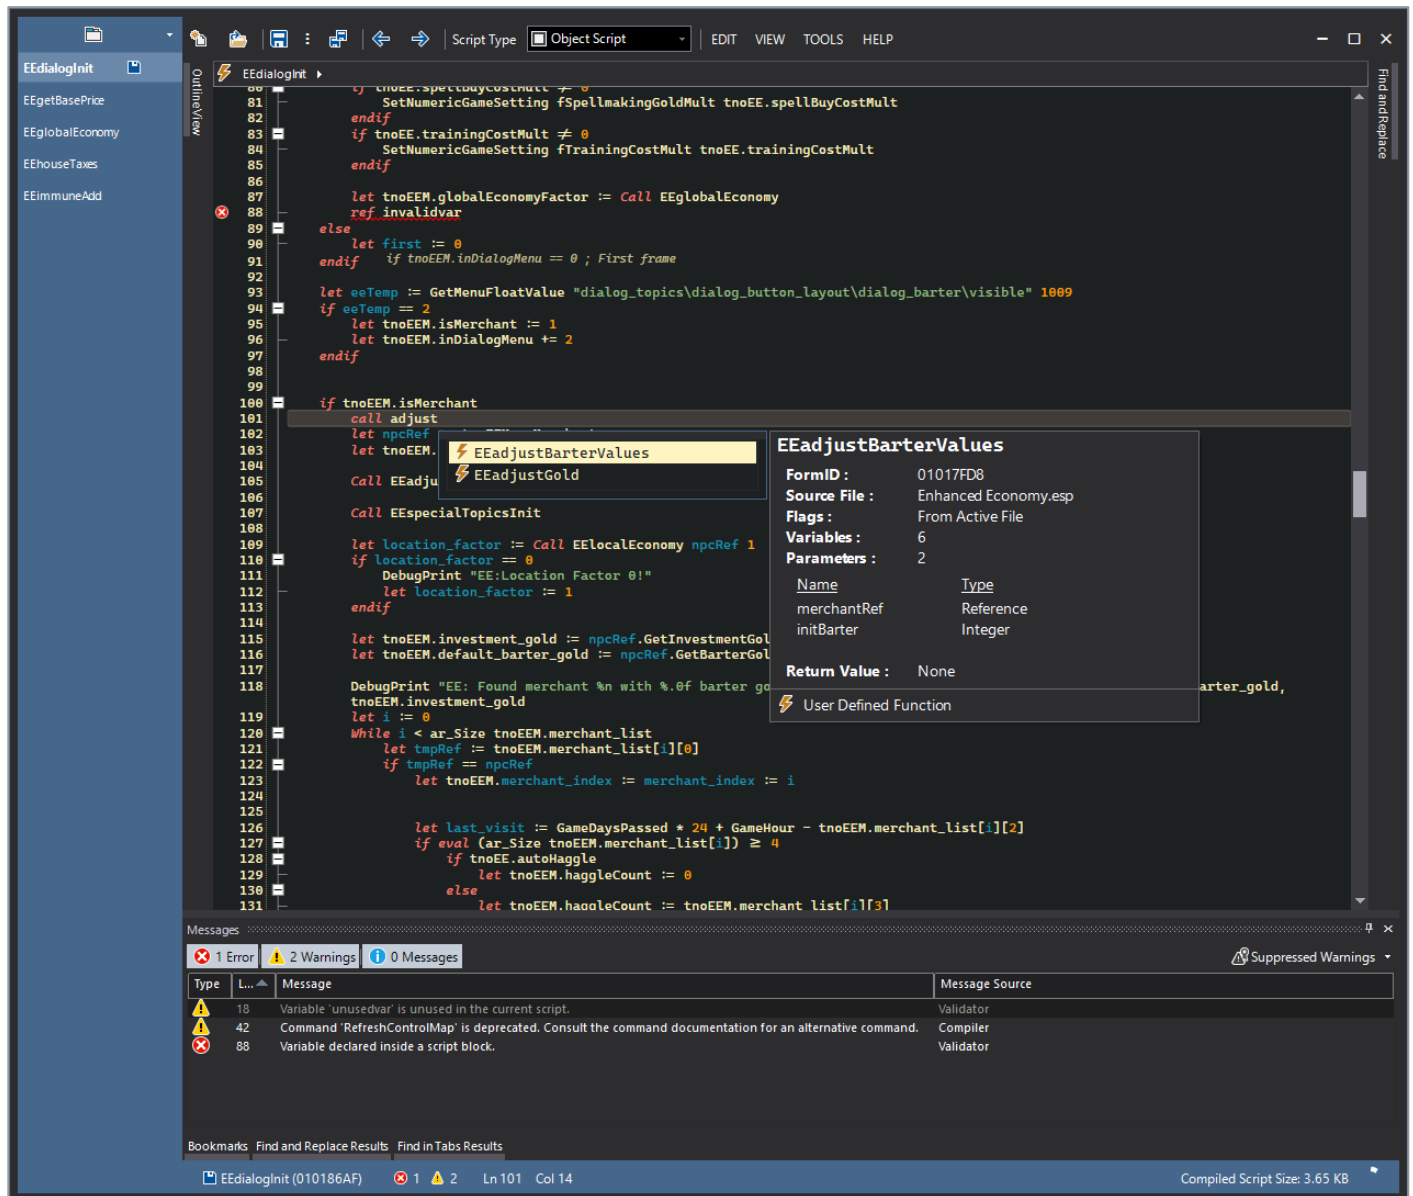 Script Type Object Script EDIT VIEW TOOLS HELP
EEdialogInit
EEgetBasePrice
EEglobalEconomy
EEhouseTaxes
EEimmuneAdd
OutlineView
EEdialogInit
Find and Replace
80 if tnoEE.spellBuyCostMult ≠ 0
81 SetNumericGameSetting fSpellmakingGoldMult tnoEE.spellBuyCostMult
82 endif
83 if tnoEE.trainingCostMult ≠ 0
84 SetNumericGameSetting fTrainingCostMult tnoEE.trainingCostMult
85 endif
86
87 let tnoEEM.globalEconomyFactor := Call EEglobalEconomy
88 ref invalidvar
89 else
90 let first := 0
91 endif if tnoEEM.inDialogMenu == 0 ; First frame
92
93 let eeTemp := GetMenuFloatValue "dialog_topics\dialog_button_layout\dialog_barter\visible" 1009
94 if eeTemp == 2
95 let tnoEEM.isMerchant := 1
96 let tnoEEM.inDialogMenu += 2
97 endif
98
99
100 if tnoEEM.isMerchant
101 call adjust
102 let npcRef
103 let tnoEEM.
104
105 Call EEadju
106
107 Call EEspecialTopicsInit
108
109 let location_factor := Call EElocalEconomy npcRef 1
110 if location_factor == 0
111 DebugPrint "EE:Location Factor 0!"
112 let location_factor := 1
113 endif
114
115 let tnoEEM.investment_gold := npcRef.GetInvestmentGol
116 let tnoEEM.default_barter_gold := npcRef.GetBarterGol
117
118 DebugPrint "EE: Found merchant %n with %.0f barter go arter_gold,
tnoEEM.investment_gold
119 let i := 0
120 While i < ar_Size tnoEEM.merchant_list
121 let tmpRef := tnoEEM.merchant_list[i][0]
122 if tmpRef == npcRef
123 let tnoEEM.merchant_index := merchant_index := i
124
125
126 let last_visit := GameDaysPassed * 24 + GameHour - tnoEEM.merchant_list[i][2]
127 if eval (ar_Size tnoEEM.merchant_list[i]) ≥ 4
128 if tnoEE.autoHaggle
129 let tnoEEM.haggleCount := 0
130 else
131 let tnoEEM.haggleCount := tnoEEM.merchant_list[i][3]
EEadjustBarterValues
EEadjustGold
EEadjustBarterValues
FormID : 01017FD8
Source File : Enhanced Economy.esp
Flags : From Active File
Variables : 6
Parameters : 2
Name Type
merchantRef Reference
initBarter Integer
Return Value : None
User Defined Function
Messages
1 Error 2 Warnings 0 Messages Suppressed Warnings
Type L... Message Message Source
18 Variable 'unusedvar' is unused in the current script. Validator
42 Command 'RefreshControlMap' is deprecated. Consult the command documentation for an alternative command. Compiler
88 Variable declared inside a script block. Validator
Bookmarks Find and Replace Results Find in Tabs Results
EEdialogInit (010186AF) 1 2 Ln 101 Col 14 Compiled Script Size: 3.65 KB